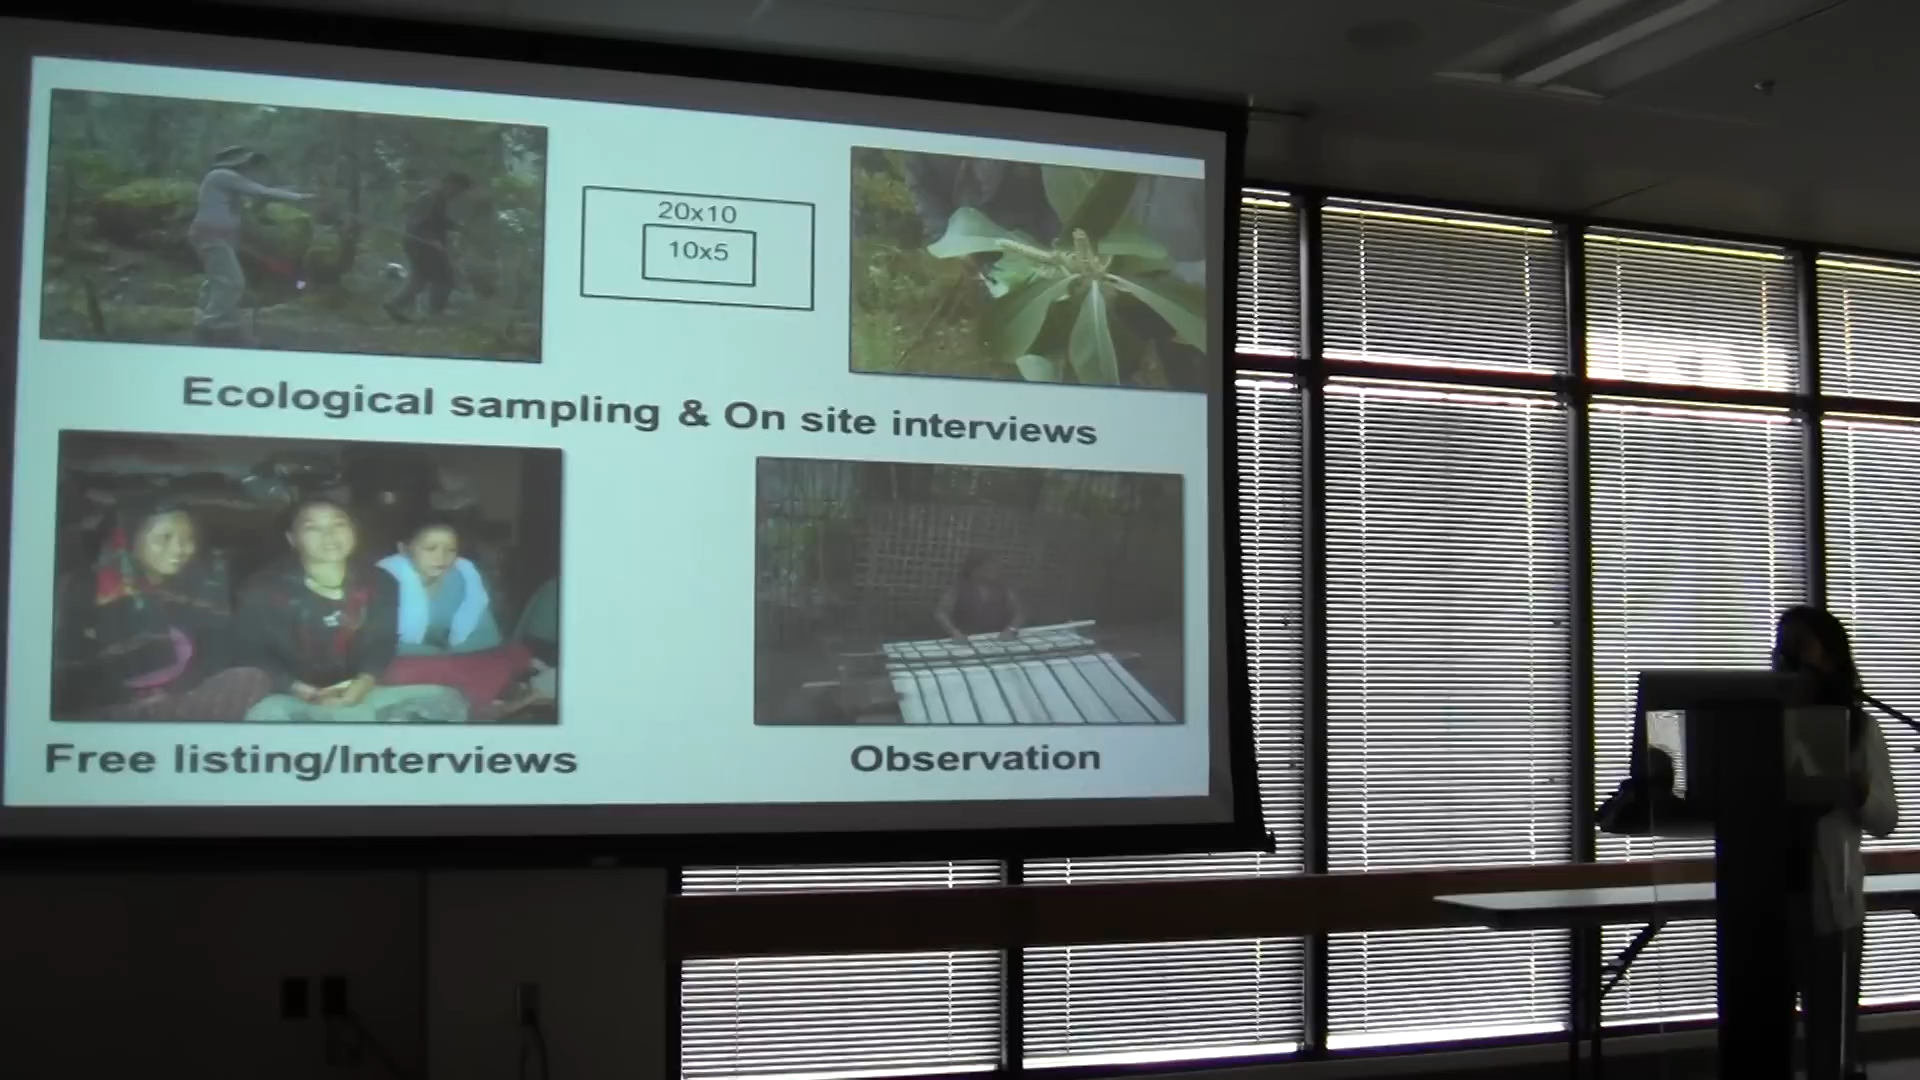 20x10
10x5
Ecological sampling & On site interviews
Free listing/Interviews
Observation